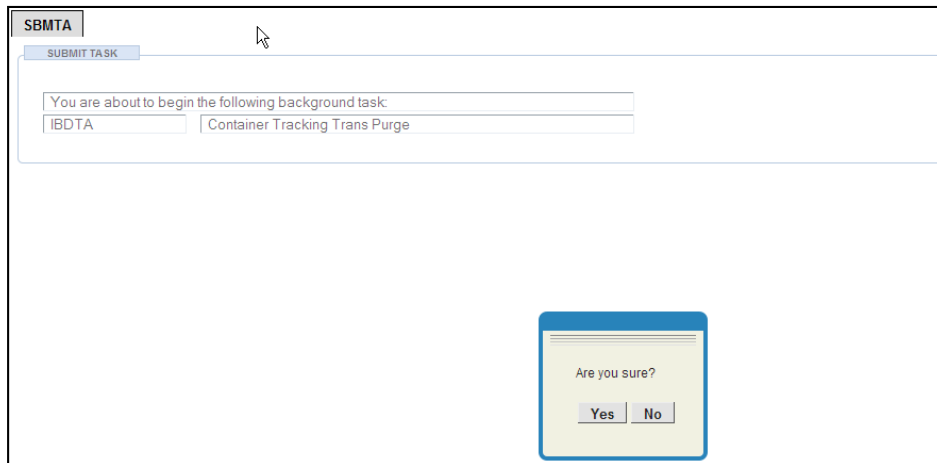 SBMTA
SUBMIT TASK
You are about to begin the following background task:
IBDTA Container Tracking Trans Purge
Are you sure?
Yes No